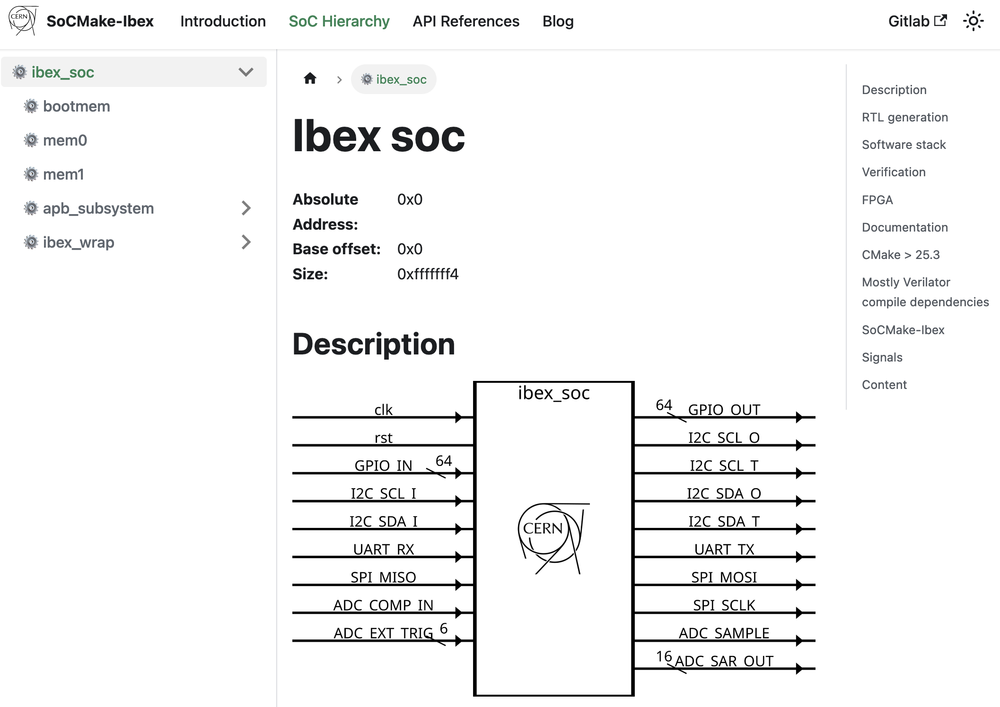 CERN
SoCMake-Ibex Introduction SoC Hierarchy API References Blog Gitlab
ibex_soc
bootmem
mem0
mem1
apb_subsystem
ibex_wrap
ibex_soc
Ibex soc
Absolute Address: 0x0
Base offset: 0x0
Size: 0xfffffff4
Description
ibex_soc
clk
rst
GPIO_IN 64
I2C_SCL_I
I2C_SDA_I
UART_RX
SPI_MISO
ADC_COMP_IN
ADC_EXT_TRIG 6
CERN
64 GPIO_OUT
I2C_SCL_O
I2C_SCL_T
I2C_SDA_O
I2C_SDA_T
UART_TX
SPI_MOSI
SPI_SCLK
ADC_SAMPLE
16 ADC_SAR_OUT
Description
RTL generation
Software stack
Verification
FPGA
Documentation
CMake > 25.3
Mostly Verilator
compile dependencies
SoCMake-Ibex
Signals
Content